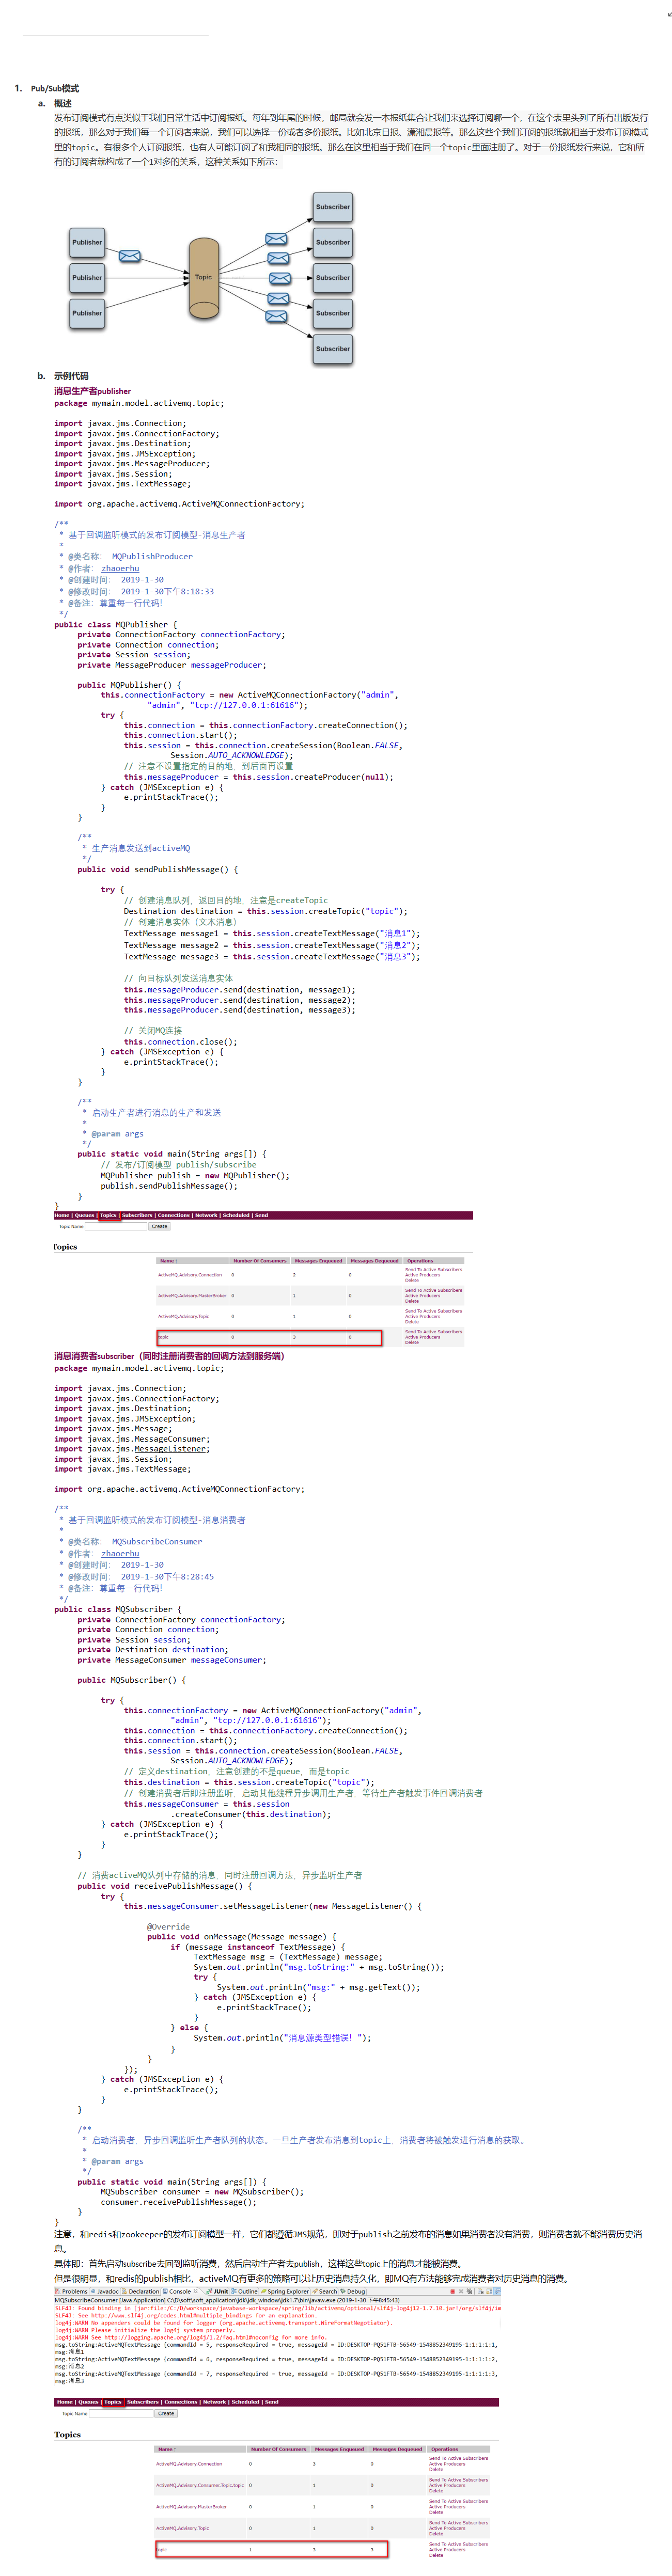 1. Pub/Sub模式
a. 概述
发布订阅模式有点类似于我们日常生活中订阅报纸。每年到年尾的时候，邮局就会发一本报纸集合让我们来选择订阅哪一个，在这个表里头列了所有出版发行
的报纸，那么对于我们每一个订阅者来说，我们可以选择一份或者多份报纸。比如北京日报、潇湘晨报等。那么这些个我们订阅的报纸就相当于发布订阅模式
里的topic。有很多个人订阅报纸，也有人可能订阅了和我相同的报纸。那么在这里相当于我们在同一个topic里面注册了。对于一份报纸发行来说，它和所
有的订阅者就构成了一个1对多的关系，这种关系如下所示：
Subscriber
Publisher
Subscriber
Publisher
Topic
Subscriber
Publisher
Subscriber
Subscriber
b. 示例代码
消息生产者publisher
package mymain.model.activemq.topic;
import javax.jms.Connection;
import javax.jms.ConnectionFactory;
import javax.jms.Destination;
import javax.jms.JMSException;
import javax.jms.MessageProducer;
import javax.jms.Session;
import javax.jms.TextMessage;
import org.apache.activemq.ActiveMQConnectionFactory;
/**
* 基于回调监听模式的发布订阅模型-消息生产者
*
* @类名称： MQPublishProducer
* @作者： zhaoerhu
* @创建时间： 2019-1-30
* @修改时间： 2019-1-30下午8:18:33
* @备注：尊重每一行代码！
*/
public class MQPublisher {
private ConnectionFactory connectionFactory;
private Connection connection;
private Session session;
private MessageProducer messageProducer;
public MQPublisher() {
this.connectionFactory = new ActiveMQConnectionFactory("admin",
"admin", "tcp://127.0.0.1:61616");
try {
this.connection = this.connectionFactory.createConnection();
this.connection.start();
this.session = this.connection.createSession(Boolean.FALSE,
Session.AUTO_ACKNOWLEDGE);
// 注意不设置指定的目的地，到后面再设置
this.messageProducer = this.session.createProducer(null);
} catch (JMSException e) {
e.printStackTrace();
}
}
/**
* 生产消息发送到activeMQ
*/
public void sendPublishMessage() {
try {
// 创建消息队列，返回目的地，注意是createTopic
Destination destination = this.session.createTopic("topic");
// 创建消息实体（文本消息）
TextMessage message1 = this.session.createTextMessage("消息1");
TextMessage message2 = this.session.createTextMessage("消息2");
TextMessage message3 = this.session.createTextMessage("消息3");
// 向目标队列发送消息实体
this.messageProducer.send(destination, message1);
this.messageProducer.send(destination, message2);
this.messageProducer.send(destination, message3);
// 关闭MQ连接
this.connection.close();
} catch (JMSException e) {
e.printStackTrace();
}
}
/**
* 启动生产者进行消息的生产和发送
*
* @param args
*/
public static void main(String args[]) {
// 发布/订阅模型 publish/subscribe
MQPublisher publish = new MQPublisher();
publish.sendPublishMessage();
}
}
Home | Queues | Topics | Subscribers | Connections | Network | Scheduled | Send
Topic Name Create
Topics
Name ↑ Number Of Consumers Messages Enqueued Messages Dequeued Operations
ActiveMQ.Advisory.Connection 0 2 0 Send To Active Subscribers
Active Producers
Delete
ActiveMQ.Advisory.MasterBroker 0 1 0 Send To Active Subscribers
Active Producers
Delete
ActiveMQ.Advisory.Topic 0 1 0 Send To Active Subscribers
Active Producers
Delete
topic 0 3 0 Send To Active Subscribers
Active Producers
Delete
消息消费者subscriber（同时注册消费者的回调方法到服务端）
package mymain.model.activemq.topic;
import javax.jms.Connection;
import javax.jms.ConnectionFactory;
import javax.jms.Destination;
import javax.jms.JMSException;
import javax.jms.Message;
import javax.jms.MessageConsumer;
import javax.jms.MessageListener;
import javax.jms.Session;
import javax.jms.TextMessage;
import org.apache.activemq.ActiveMQConnectionFactory;
/**
* 基于回调监听模式的发布订阅模型-消息消费者
*
* @类名称： MQSubscribeConsumer
* @作者： zhaoerhu
* @创建时间： 2019-1-30
* @修改时间： 2019-1-30下午8:28:45
* @备注：尊重每一行代码！
*/
public class MQSubscriber {
private ConnectionFactory connectionFactory;
private Connection connection;
private Session session;
private Destination destination;
private MessageConsumer messageConsumer;
public MQSubscriber() {
try {
this.connectionFactory = new ActiveMQConnectionFactory("admin",
"admin", "tcp://127.0.0.1:61616");
this.connection = this.connectionFactory.createConnection();
this.connection.start();
this.session = this.connection.createSession(Boolean.FALSE,
Session.AUTO_ACKNOWLEDGE);
// 定义destination，注意创建的不是queue，而是topic
this.destination = this.session.createTopic("topic");
// 创建消费者后即注册监听，启动其他线程异步调用生产者，等待生产者触发事件回调消费者
this.messageConsumer = this.session
.createConsumer(this.destination);
} catch (JMSException e) {
e.printStackTrace();
}
}
// 消费activeMQ队列中存储的消息，同时注册回调方法，异步监听生产者
public void receivePublishMessage() {
try {
this.messageConsumer.setMessageListener(new MessageListener() {
@Override
public void onMessage(Message message) {
if (message instanceof TextMessage) {
TextMessage msg = (TextMessage) message;
System.out.println("msg.toString:" + msg.toString());
try {
System.out.println("msg:" + msg.getText());
} catch (JMSException e) {
e.printStackTrace();
}
} else {
System.out.println("消息源类型错误！");
}
}
});
} catch (JMSException e) {
e.printStackTrace();
}
}
/**
* 启动消费者，异步回调监听生产者队列的状态。一旦生产者发布消息到topic上，消费者将被触发进行消息的获取。
*
* @param args
*/
public static void main(String args[]) {
MQSubscriber consumer = new MQSubscriber();
consumer.receivePublishMessage();
}
}
注意，和redis和zookeeper的发布订阅模型一样，它们都遵循JMS规范，即对于publish之前发布的消息如果消费者没有消费，则消费者就不能消费历史消
息。
具体即：首先启动subscribe去回到监听消费，然后启动生产者去publish，这样这些topic上的消息才能被消费。
但是很明显，和redis的publish相比，activeMQ有更多的策略可以让历史消息持久化，即MQ有方法能够完成消费者对历史消息的消费。
Problems @ Javadoc Declaration Console JUnit Outline Spring Explorer Search Debug
MQSubscribeConsumer [Java Application] C:\D\soft\soft_application\jdk\jdk_window\jdk1.7\bin\javaw.exe (2019-1-30 下午8:45:43)
SLF4J: Found binding in [jar:file:/C:/D/workspace/javabase-workspace/spring/lib/activemq/optional/slf4j-log4j12-1.7.10.jar!/org/slf4j/im
SLF4J: See http://www.slf4j.org/codes.html#multiple_bindings for an explanation.
log4j:WARN No appenders could be found for logger (org.apache.activemq.transport.WireFormatNegotiator).
log4j:WARN Please initialize the log4j system properly.
log4j:WARN See http://logging.apache.org/log4j/1.2/faq.html#noconfig for more info.
msg.toString:ActiveMQTextMessage {commandId = 5, responseRequired = true, messageId = ID:DESKTOP-PQ51FTB-56549-1548852349195-1:1:1:1:1,
msg:消息1
msg.toString:ActiveMQTextMessage {commandId = 6, responseRequired = true, messageId = ID:DESKTOP-PQ51FTB-56549-1548852349195-1:1:1:1:2,
msg:消息2
msg.toString:ActiveMQTextMessage {commandId = 7, responseRequired = true, messageId = ID:DESKTOP-PQ51FTB-56549-1548852349195-1:1:1:1:3,
msg:消息3
Home | Queues | Topics | Subscribers | Connections | Network | Scheduled | Send
Topic Name Create
Topics
Name ↑ Number Of Consumers Messages Enqueued Messages Dequeued Operations
ActiveMQ.Advisory.Connection 0 3 0 Send To Active Subscribers
Active Producers
Delete
ActiveMQ.Advisory.Consumer.Topic.topic 0 1 0 Send To Active Subscribers
Active Producers
Delete
ActiveMQ.Advisory.MasterBroker 0 1 0 Send To Active Subscribers
Active Producers
Delete
ActiveMQ.Advisory.Topic 0 1 0 Send To Active Subscribers
Active Producers
Delete
topic 1 3 3 Send To Active Subscribers
Active Producers
Delete